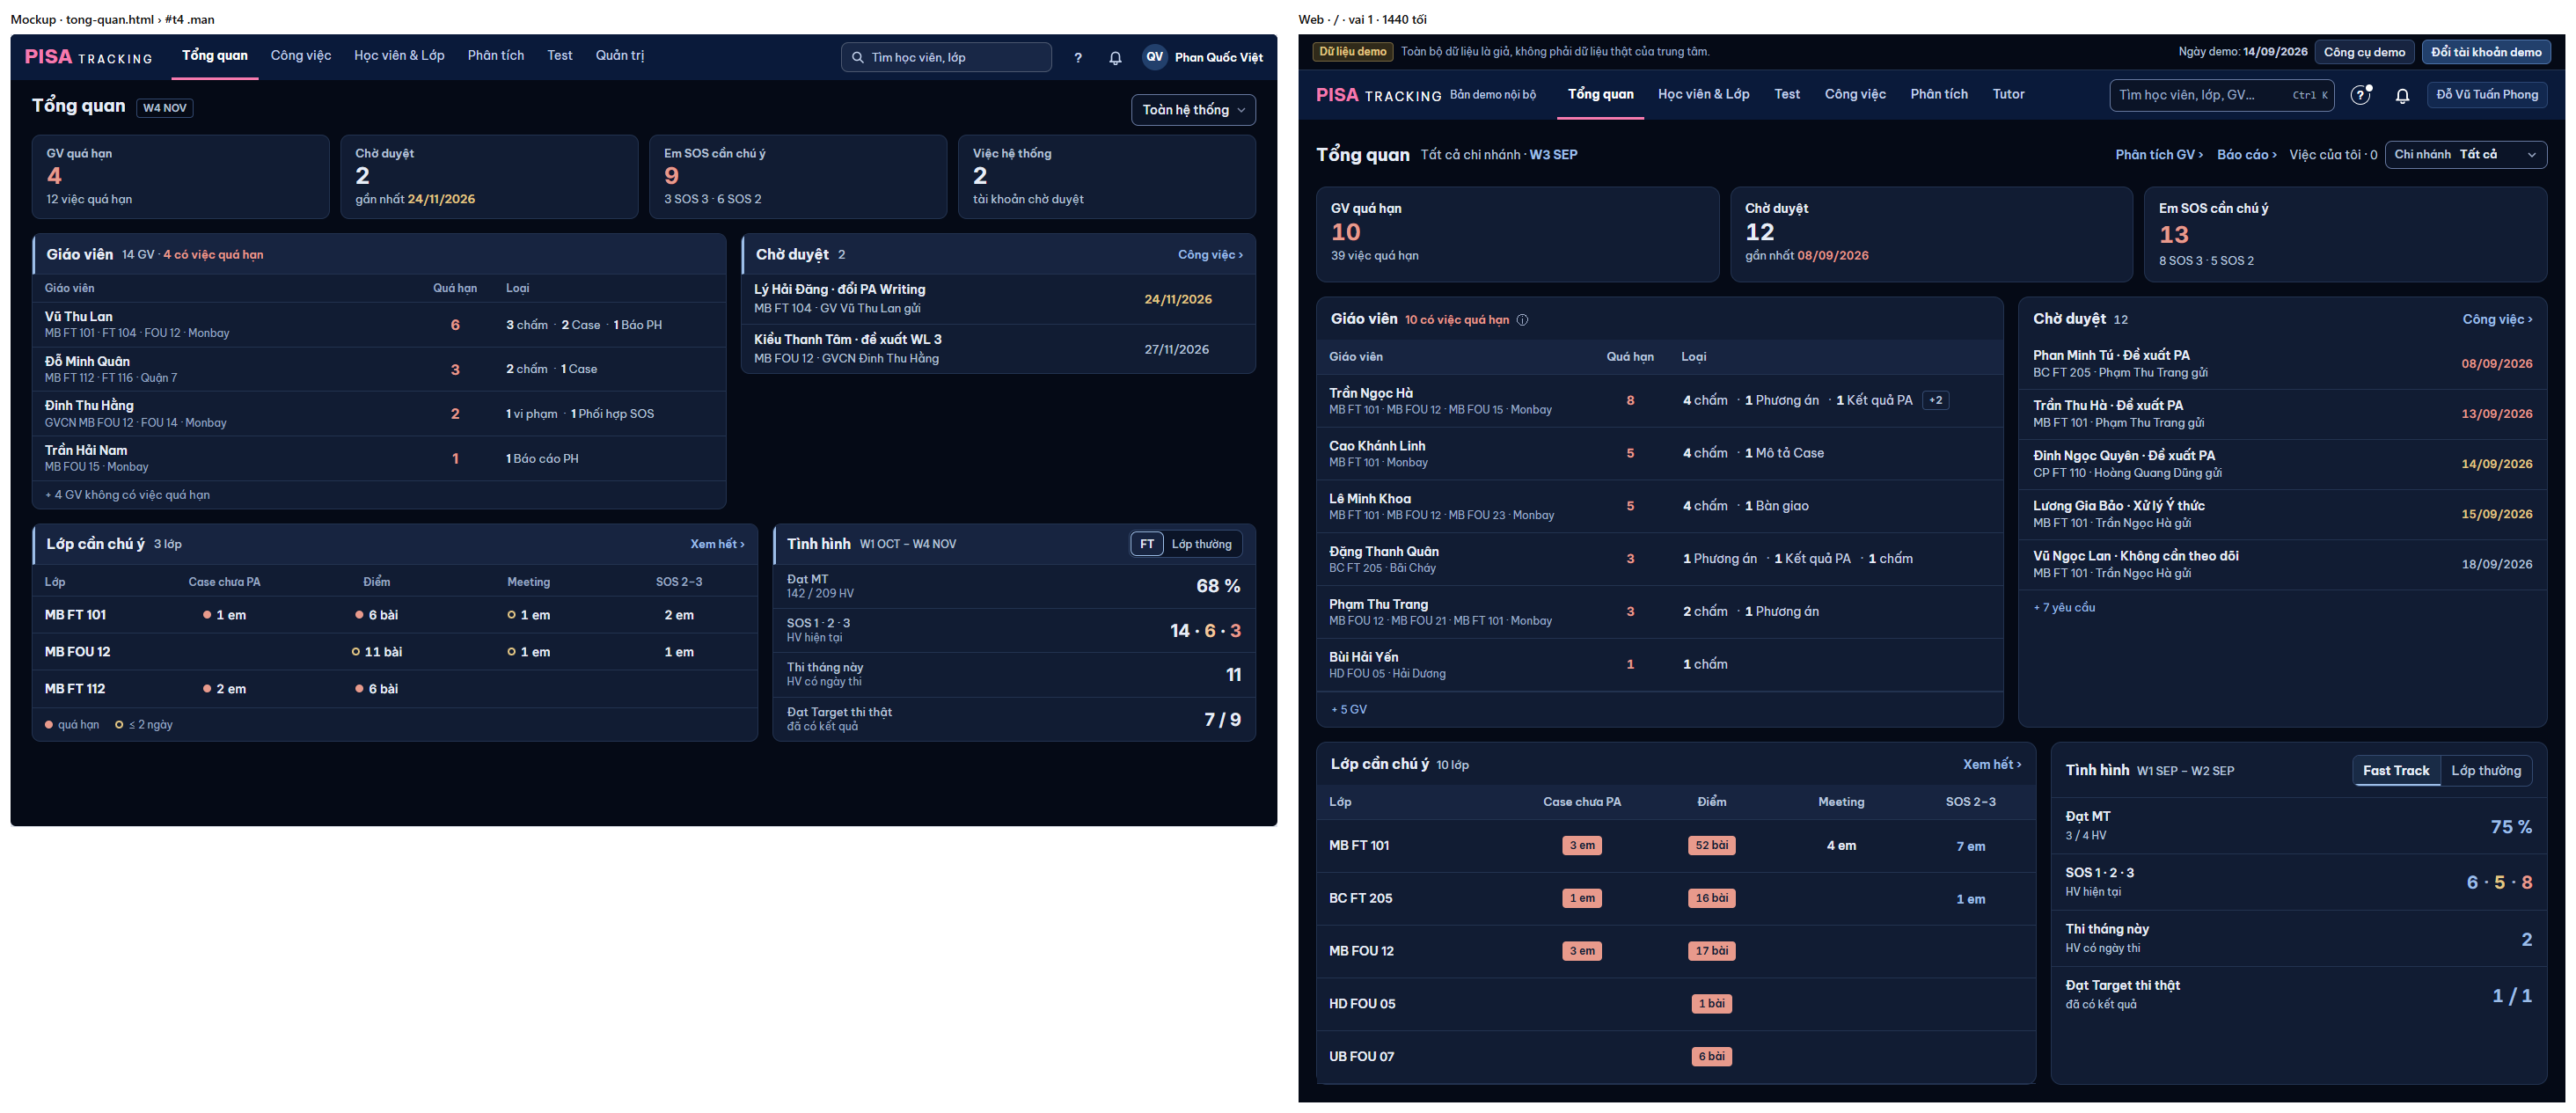 Mockup · tong-quan.html › #t4 .man
PISA TRACKING Tổng quan Công việc Học viên & Lớp Phân tích Test Quản trị Tìm học viên, lớp ? QV Phan Quốc Việt
Tổng quan W4 NOV Toàn hệ thống
GV quá hạn
4
12 việc quá hạn
Chờ duyệt
2
gần nhất 24/11/2026
Em SOS cần chú ý
9
3 SOS 3 · 6 SOS 2
Việc hệ thống
2
tài khoản chờ duyệt
Giáo viên 14 GV · 4 có việc quá hạn
Giáo viên Quá hạn Loại
Vũ Thu Lan
MB FT 101 · FT 104 · FOU 12 · Monbay
6 3 chấm · 2 Case · 1 Báo PH
Đỗ Minh Quân
MB FT 112 · FT 116 · Quận 7
3 2 chấm · 1 Case
Đinh Thu Hằng
GVCN MB FOU 12 · FOU 14 · Monbay
2 1 vi phạm · 1 Phối hợp SOS
Trần Hải Nam
MB FOU 15 · Monbay
1 1 Báo cáo PH
+ 4 GV không có việc quá hạn
Chờ duyệt 2 Công việc ›
Lý Hải Đăng · đổi PA Writing
MB FT 104 · GV Vũ Thu Lan gửi
24/11/2026
Kiều Thanh Tâm · đề xuất WL 3
MB FOU 12 · GVCN Đinh Thu Hằng
27/11/2026
Lớp cần chú ý 3 lớp Xem hết ›
Lớp Case chưa PA Điểm Meeting SOS 2–3
MB FT 101 1 em 6 bài 1 em 2 em
MB FOU 12 11 bài 1 em 1 em
MB FT 112 2 em 6 bài
quá hạn ≤ 2 ngày
Tình hình W1 OCT – W4 NOV FT Lớp thường
Đạt MT
142 / 209 HV
68 %
SOS 1 · 2 · 3
HV hiện tại
14 · 6 · 3
Thi tháng này
HV có ngày thi
11
Đạt Target thi thật
đã có kết quả
7 / 9
Web · / · vai 1 · 1440 tối
Dữ liệu demo Toàn bộ dữ liệu là giả, không phải dữ liệu thật của trung tâm. Ngày demo: 14/09/2026 Công cụ demo Đổi tài khoản demo
PISA TRACKING Bản demo nội bộ Tổng quan Học viên & Lớp Test Công việc Phân tích Tutor Tìm học viên, lớp, GV... Ctrl K ? Đỗ Vũ Tuấn Phong
Tổng quan Tất cả chi nhánh · W3 SEP Phân tích GV › Báo cáo › Việc của tôi · 0 Chi nhánh Tất cả
GV quá hạn
10
39 việc quá hạn
Chờ duyệt
12
gần nhất 08/09/2026
Em SOS cần chú ý
13
8 SOS 3 · 5 SOS 2
Giáo viên 10 có việc quá hạn
Giáo viên Quá hạn Loại
Trần Ngọc Hà
MB FT 101 · MB FOU 12 · MB FOU 15 · Monbay
8 4 chấm · 1 Phương án · 1 Kết quả PA +2
Cao Khánh Linh
MB FT 101 · Monbay
5 4 chấm · 1 Mô tả Case
Lê Minh Khoa
MB FT 101 · MB FOU 12 · MB FOU 23 · Monbay
5 4 chấm · 1 Bàn giao
Đặng Thanh Quân
BC FT 205 · Bãi Cháy
3 1 Phương án · 1 Kết quả PA · 1 chấm
Phạm Thu Trang
MB FOU 12 · MB FOU 21 · MB FT 101 · Monbay
3 2 chấm · 1 Phương án
Bùi Hải Yến
HD FOU 05 · Hải Dương
1 1 chấm
+ 5 GV
Chờ duyệt 12 Công việc ›
Phan Minh Tú · Đề xuất PA
BC FT 205 · Phạm Thu Trang gửi
08/09/2026
Trần Thu Hà · Đề xuất PA
MB FT 101 · Phạm Thu Trang gửi
13/09/2026
Đinh Ngọc Quyên · Đề xuất PA
CP FT 110 · Hoàng Quang Dũng gửi
14/09/2026
Lương Gia Bảo · Xử lý Ý thức
MB FT 101 · Trần Ngọc Hà gửi
15/09/2026
Vũ Ngọc Lan · Không cần theo dõi
MB FT 101 · Trần Ngọc Hà gửi
18/09/2026
+ 7 yêu cầu
Lớp cần chú ý 10 lớp Xem hết ›
Lớp Case chưa PA Điểm Meeting SOS 2–3
MB FT 101 3 em 52 bài 4 em 7 em
BC FT 205 1 em 16 bài 1 em
MB FOU 12 3 em 17 bài
HD FOU 05 1 bài
UB FOU 07 6 bài
Tình hình W1 SEP – W2 SEP Fast Track Lớp thường
Đạt MT
3 / 4 HV
75 %
SOS 1 · 2 · 3
HV hiện tại
6 · 5 · 8
Thi tháng này
HV có ngày thi
2
Đạt Target thi thật
đã có kết quả
1 / 1